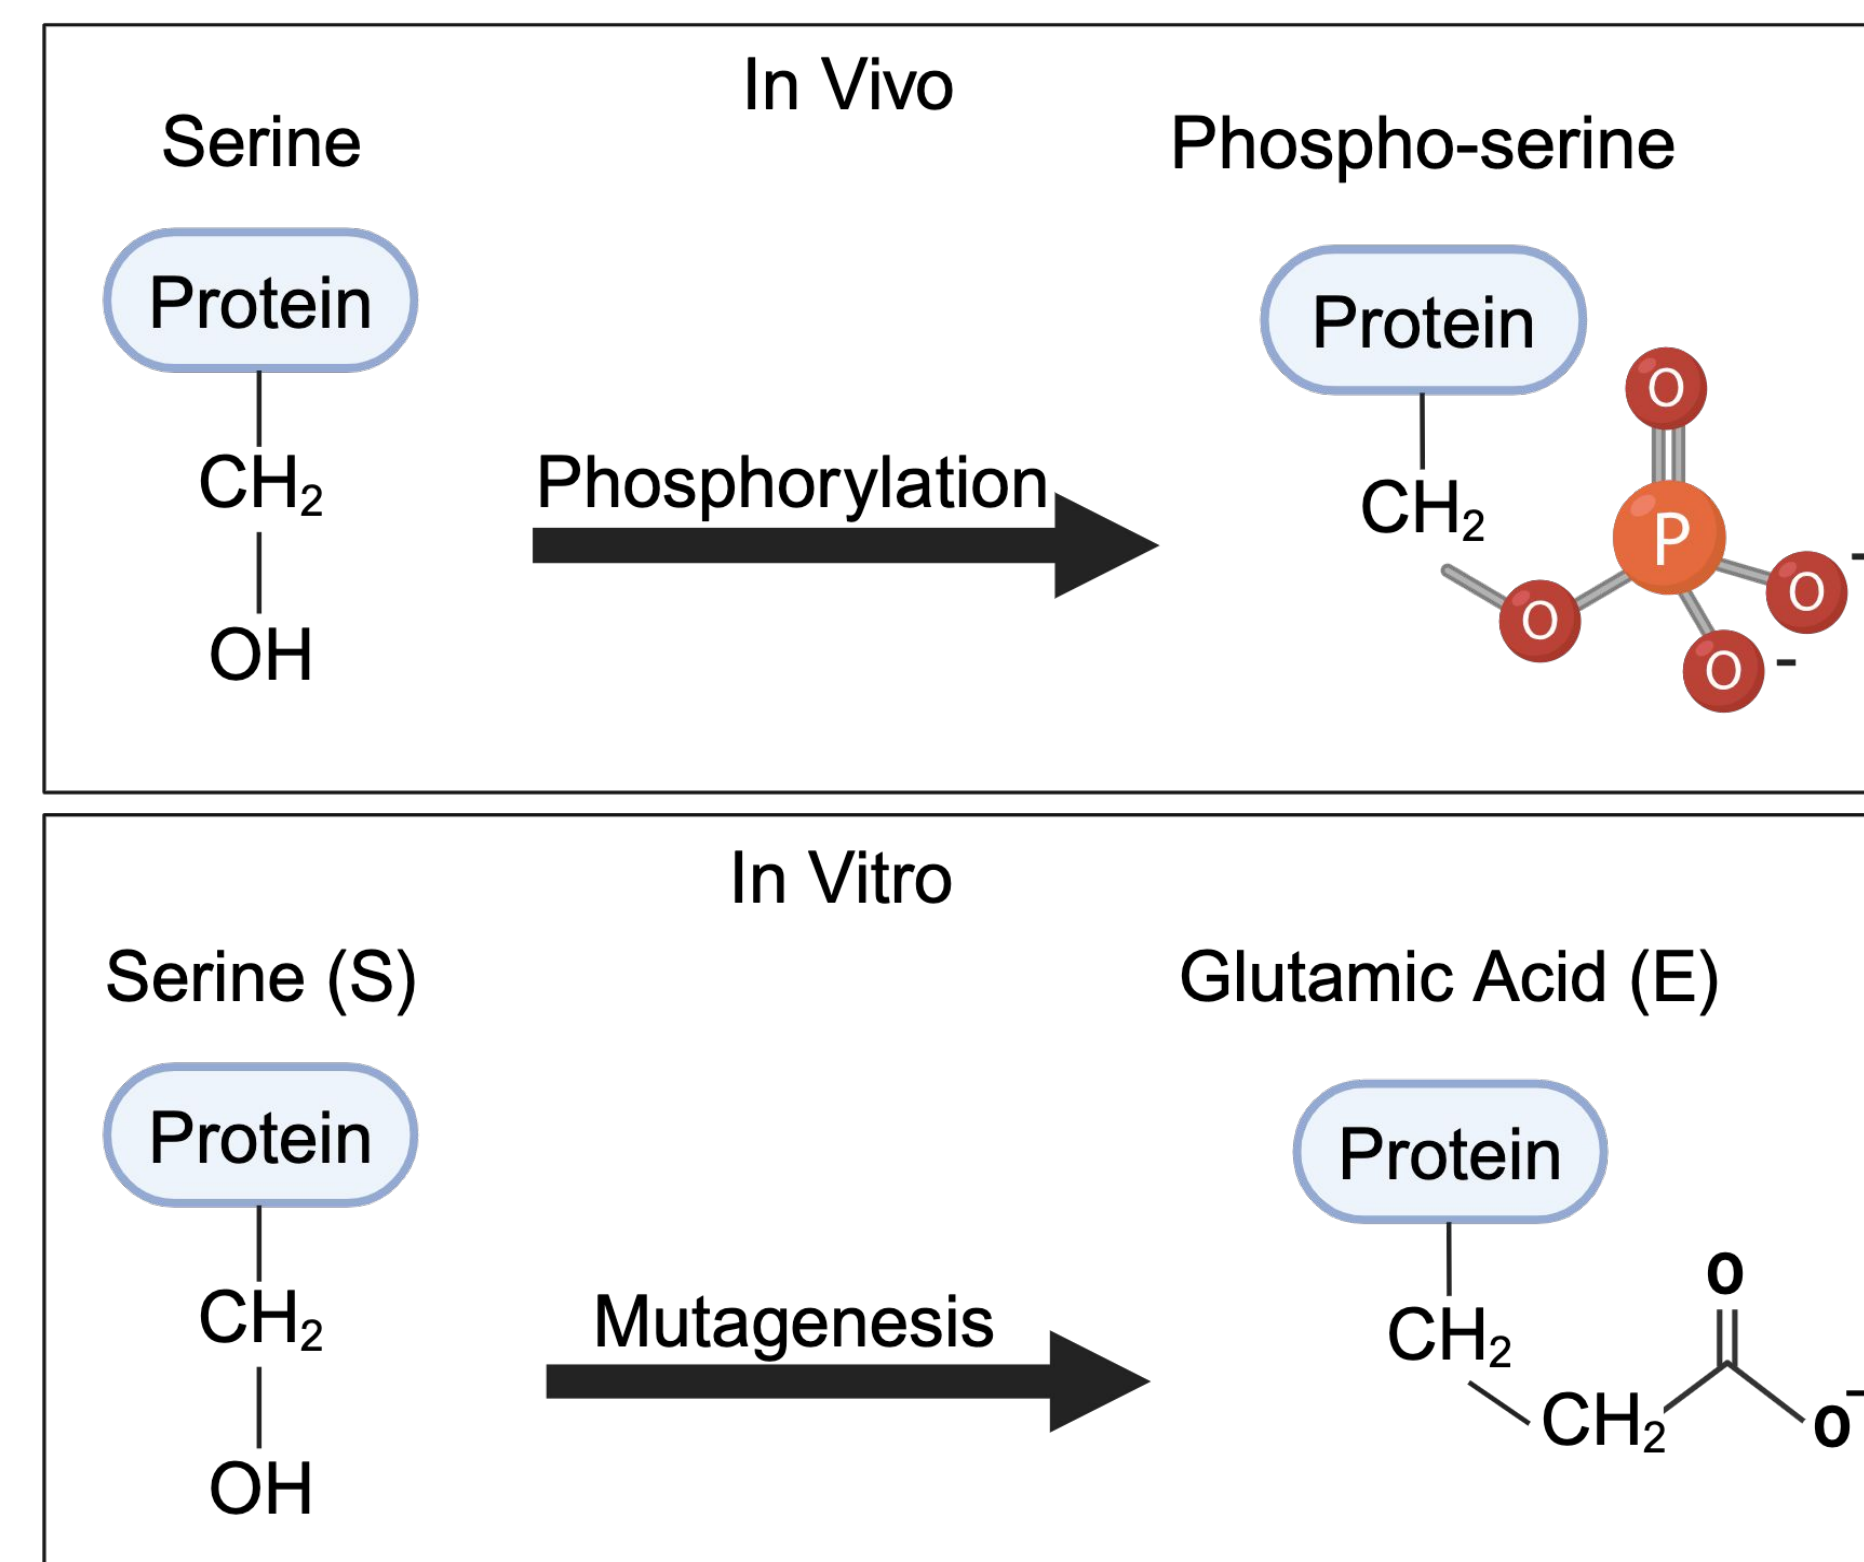 In Vivo
Serine
Phospho-serine
Protein
Protein
CH₂
OH
Phosphorylation
CH₂
O
P
O
O
-
O
-
In Vitro
Serine (S)
Glutamic Acid (E)
Protein
Protein
CH₂
OH
Mutagenesis
CH₂
CH₂
O
O
-